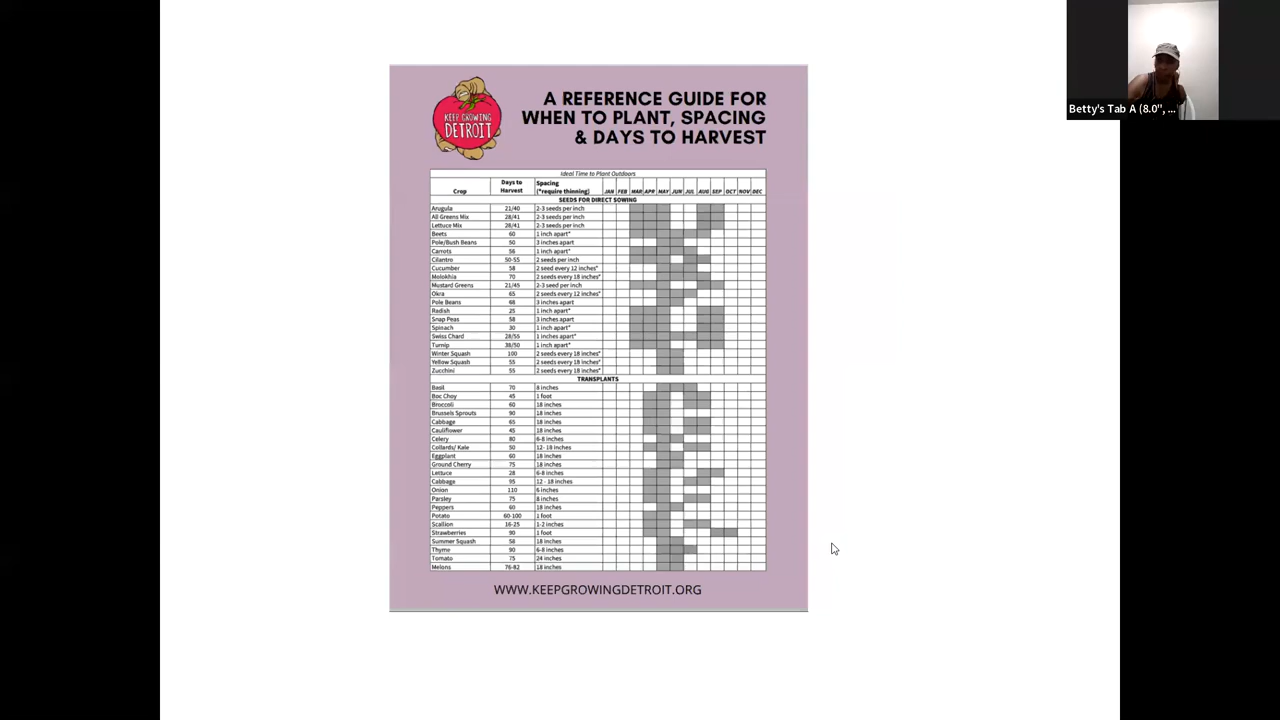 KEEP GROWING
DETROIT
A REFERENCE GUIDE FOR
WHEN TO PLANT, SPACING
& DAYS TO HARVEST
Ideal Time to Plant Outdoors
Crop Days to Harvest Spacing (*require thinning) JAN FEB MAR APR MAY JUN JUL AUG SEP OCT NOV DEC
SEEDS FOR DIRECT SOWING
Arugula 21/40 2-3 seeds per inch
All Greens Mix 28/41 2-3 seeds per inch
Lettuce Mix 28/41 2-3 seeds per inch
Beets 60 1 inch apart*
Pole/Bush Beans 50 3 inches apart
Carrots 56 1 inch apart*
Cilantro 50-55 2 seeds per inch
Cucumber 58 2 seed every 12 inches*
Molokhia 70 2 seeds every 18 inches*
Mustard Greens 21/45 2-3 seed per inch
Okra 65 2 seeds every 12 inches*
Pole Beans 68 3 inches apart
Radish 25 1 inch apart*
Snap Peas 58 3 inches apart
Spinach 30 1 inch apart*
Swiss Chard 28/55 1 inches apart*
Turnip 38/50 1 inch apart*
Winter Squash 100 2 seeds every 18 inches*
Yellow Squash 55 2 seeds every 18 inches*
Zucchini 55 2 seeds every 18 inches*
TRANSPLANTS
Basil 70 8 inches
Boc Choy 45 1 foot
Broccoli 60 18 inches
Brussels Sprouts 90 18 inches
Cabbage 65 18 inches
Cauliflower 45 18 inches
Celery 80 6-8 inches
Collards/ Kale 50 12- 18 inches
Eggplant 60 18 inches
Ground Cherry 75 18 inches
Lettuce 28 6-8 inches
Cabbage 95 12 - 18 inches
Onion 110 6 inches
Parsley 75 8 inches
Peppers 60 18 inches
Potato 60-100 1 foot
Scallion 16-25 1-2 inches
Strawberries 90 1 foot
Summer Squash 56 18 inches
Thyme 90 6-8 inches
Tomato 75 24 inches
Melons 76-82 18 inches
WWW.KEEPGROWINGDETROIT.ORG
Betty's Tab A (8.0", ...